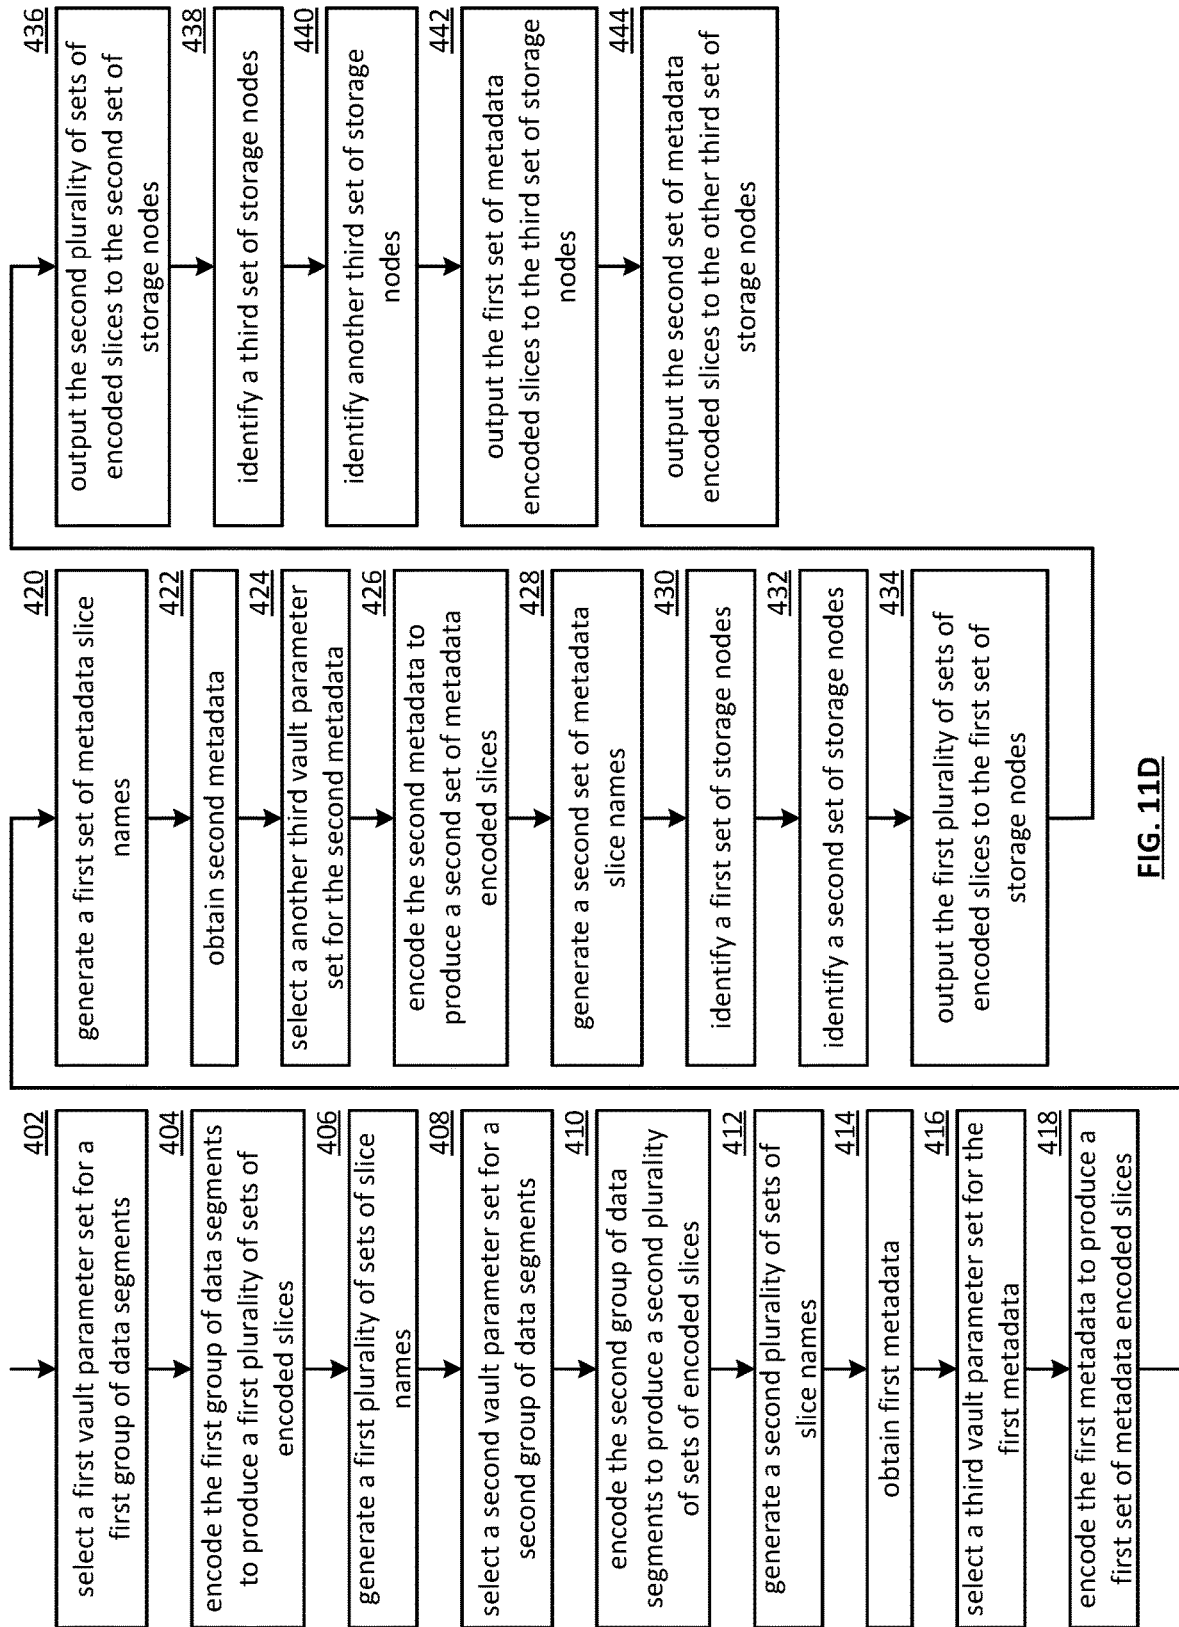 402
select a first vault parameter set for a
first group of data segments
404
encode the first group of data segments
to produce a first plurality of sets of
encoded slices
406
generate a first plurality of sets of slice
names
408
select a second vault parameter set for a
second group of data segments
410
encode the second group of data
segments to produce a second plurality
of sets of encoded slices
412
generate a second plurality of sets of
slice names
414
obtain first metadata
416
select a third vault parameter set for the
first metadata
418
encode the first metadata to produce a
first set of metadata encoded slices
420
generate a first set of metadata slice
names
422
obtain second metadata
424
select a another third vault parameter
set for the second metadata
426
encode the second metadata to
produce a second set of metadata
encoded slices
428
generate a second set of metadata
slice names
430
identify a first set of storage nodes
432
identify a second set of storage nodes
434
output the first plurality of sets of
encoded slices to the first set of
storage nodes
436
output the second plurality of sets of
encoded slices to the second set of
storage nodes
438
identify a third set of storage nodes
440
identify another third set of storage
nodes
442
output the first set of metadata
encoded slices to the third set of storage
nodes
444
output the second set of metadata
encoded slices to the other third set of
storage nodes
FIG. 11D